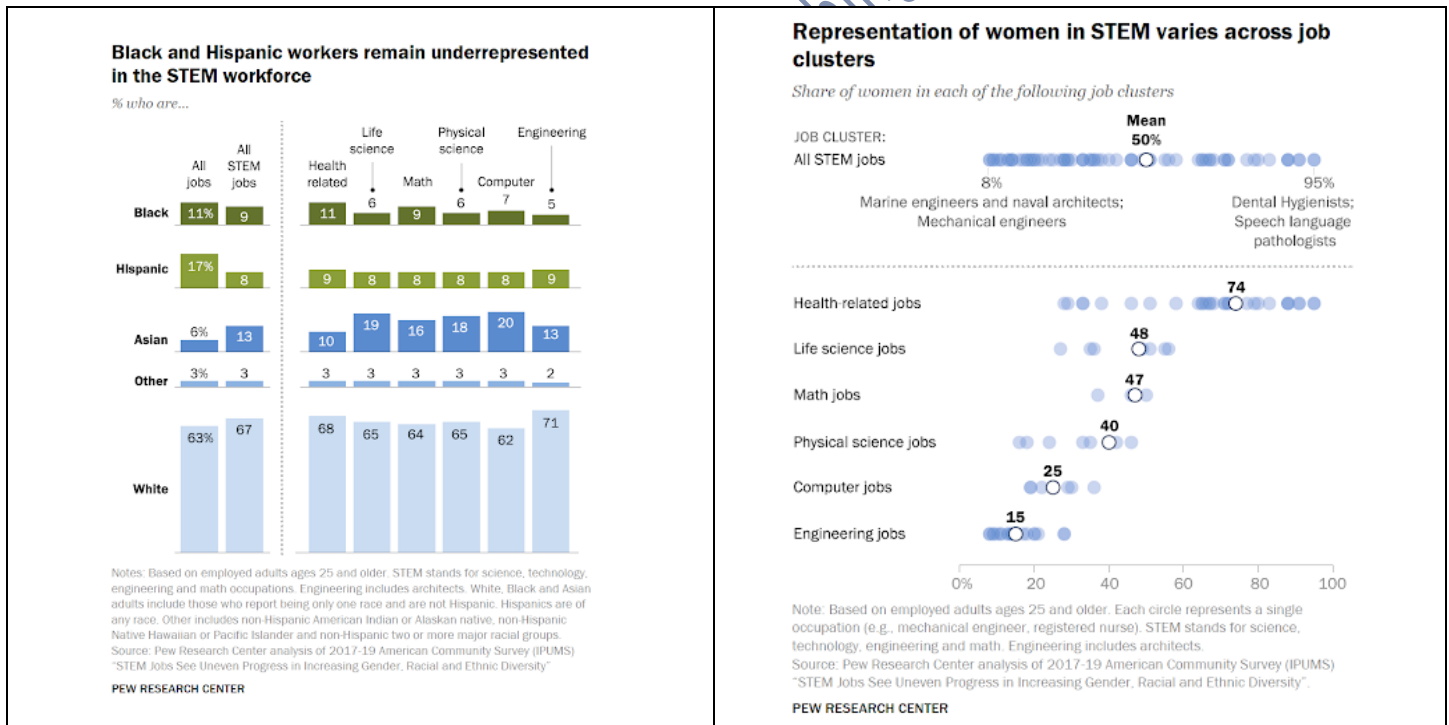 Black and Hispanic workers remain underrepresented
in the STEM workforce
% who are...
All jobs
All STEM jobs
Health related
Life science
Math
Physical science
Computer
Engineering
Black 11% 9 11 6 9 6 7 5
Hispanic 17% 8 9 8 8 8 8 9
Asian 6% 13 10 19 16 18 20 13
Other 3% 3 3 3 3 3 3 2
White 63% 67 68 65 64 65 62 71
Notes: Based on employed adults ages 25 and older. STEM stands for science, technology,
engineering and math occupations. Engineering includes architects. White, Black and Asian
adults include those who report being only one race and are not Hispanic. Hispanics are of
any race. Other includes non-Hispanic American Indian or Alaskan native, non-Hispanic
Native Hawaiian or Pacific Islander and non-Hispanic two or more major racial groups.
Source: Pew Research Center analysis of 2017-19 American Community Survey (IPUMS)
"STEM Jobs See Uneven Progress in Increasing Gender, Racial and Ethnic Diversity"
PEW RESEARCH CENTER
Representation of women in STEM varies across job
clusters
Share of women in each of the following job clusters
Mean
JOB CLUSTER: 50%
All STEM jobs
8% 95%
Marine engineers and naval architects;
Mechanical engineers
Dental Hygienists;
Speech language
pathologists
74
Health-related jobs
48
Life science jobs
47
Math jobs
40
Physical science jobs
25
Computer jobs
15
Engineering jobs
0% 20 40 60 80 100
Note: Based on employed adults ages 25 and older. Each circle represents a single
occupation (e.g., mechanical engineer, registered nurse). STEM stands for science,
technology, engineering and math. Engineering includes architects.
Source: Pew Research Center analysis of 2017-19 American Community Survey (IPUMS)
"STEM Jobs See Uneven Progress in Increasing Gender, Racial and Ethnic Diversity".
PEW RESEARCH CENTER